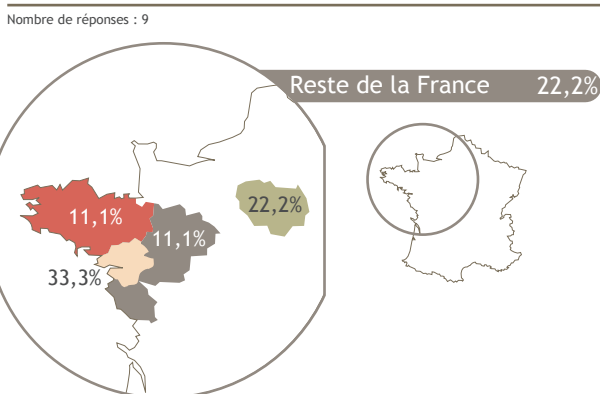 Nombre de réponses : 9
Reste de la France 22,2%
22,2%
11,1%
11,1%
33,3%